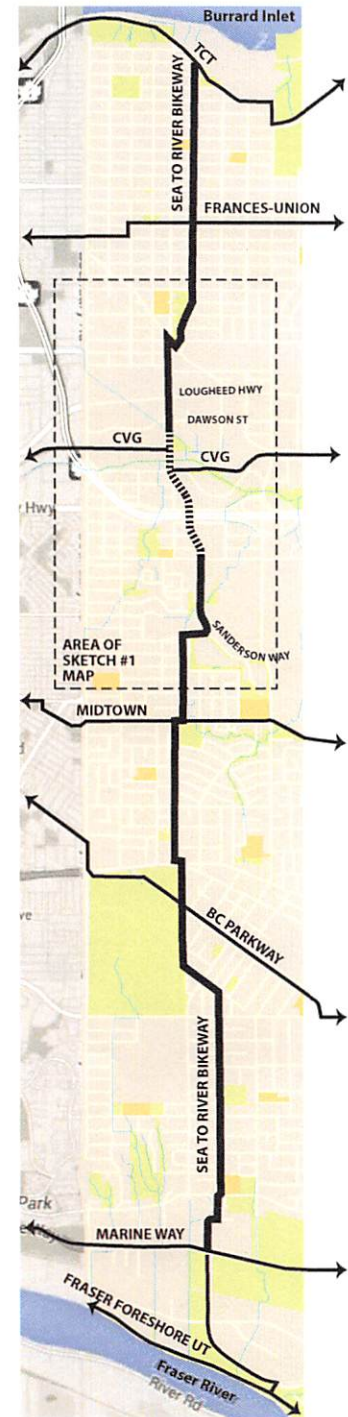 Burrard Inlet
TCT
SEA TO RIVER BIKEWAY
FRANCES-UNION
LOUGHEED HWY
DAWSON ST
CVG
CVG
Hwy
SANDERSON WAY
AREA OF
SKETCH #1
MAP
MIDTOWN
BC PARKWAY
SEA TO RIVER BIKEWAY
Park
MARINE WAY
FRASER FORESHORE UT
Fraser River
River Rd